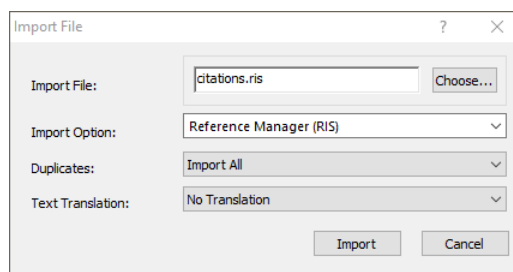 Import File
?
Import File:
citations.ris
Choose...
Import Option:
Reference Manager (RIS)
Duplicates:
Import All
Text Translation:
No Translation
Import
Cancel